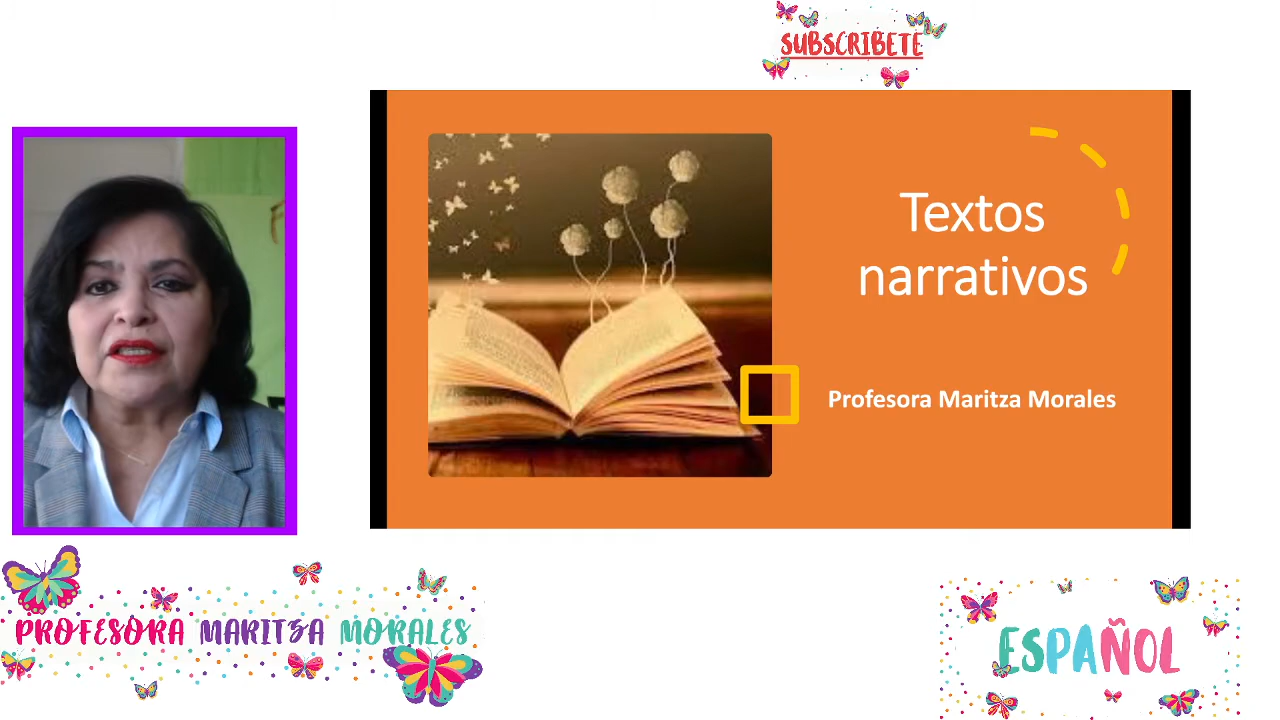 SUBSCRIBETE
Textos
narrativos
Profesora Maritza Morales
PROFESORA MARITZA MORALES
ESPAÑOL